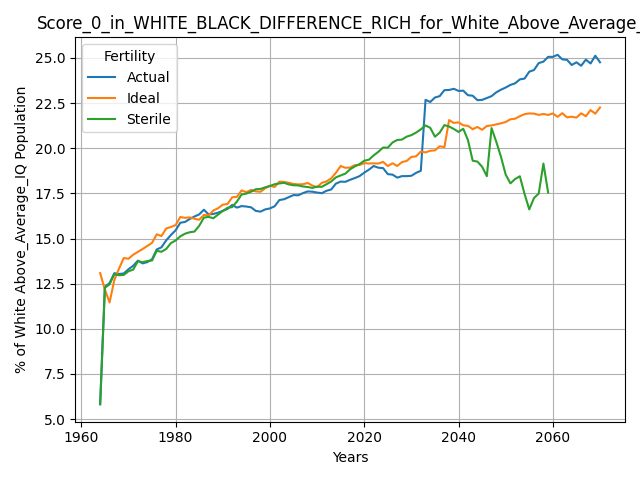 Score_0_in_WHITE_BLACK_DIFFERENCE_RICH_for_White_Above_Average_
Fertility
Actual
Ideal
Sterile
% of White Above_Average_IQ Population
25.0
22.5
20.0
17.5
15.0
12.5
10.0
7.5
5.0
1960 1980 2000 2020 2040 2060
Years